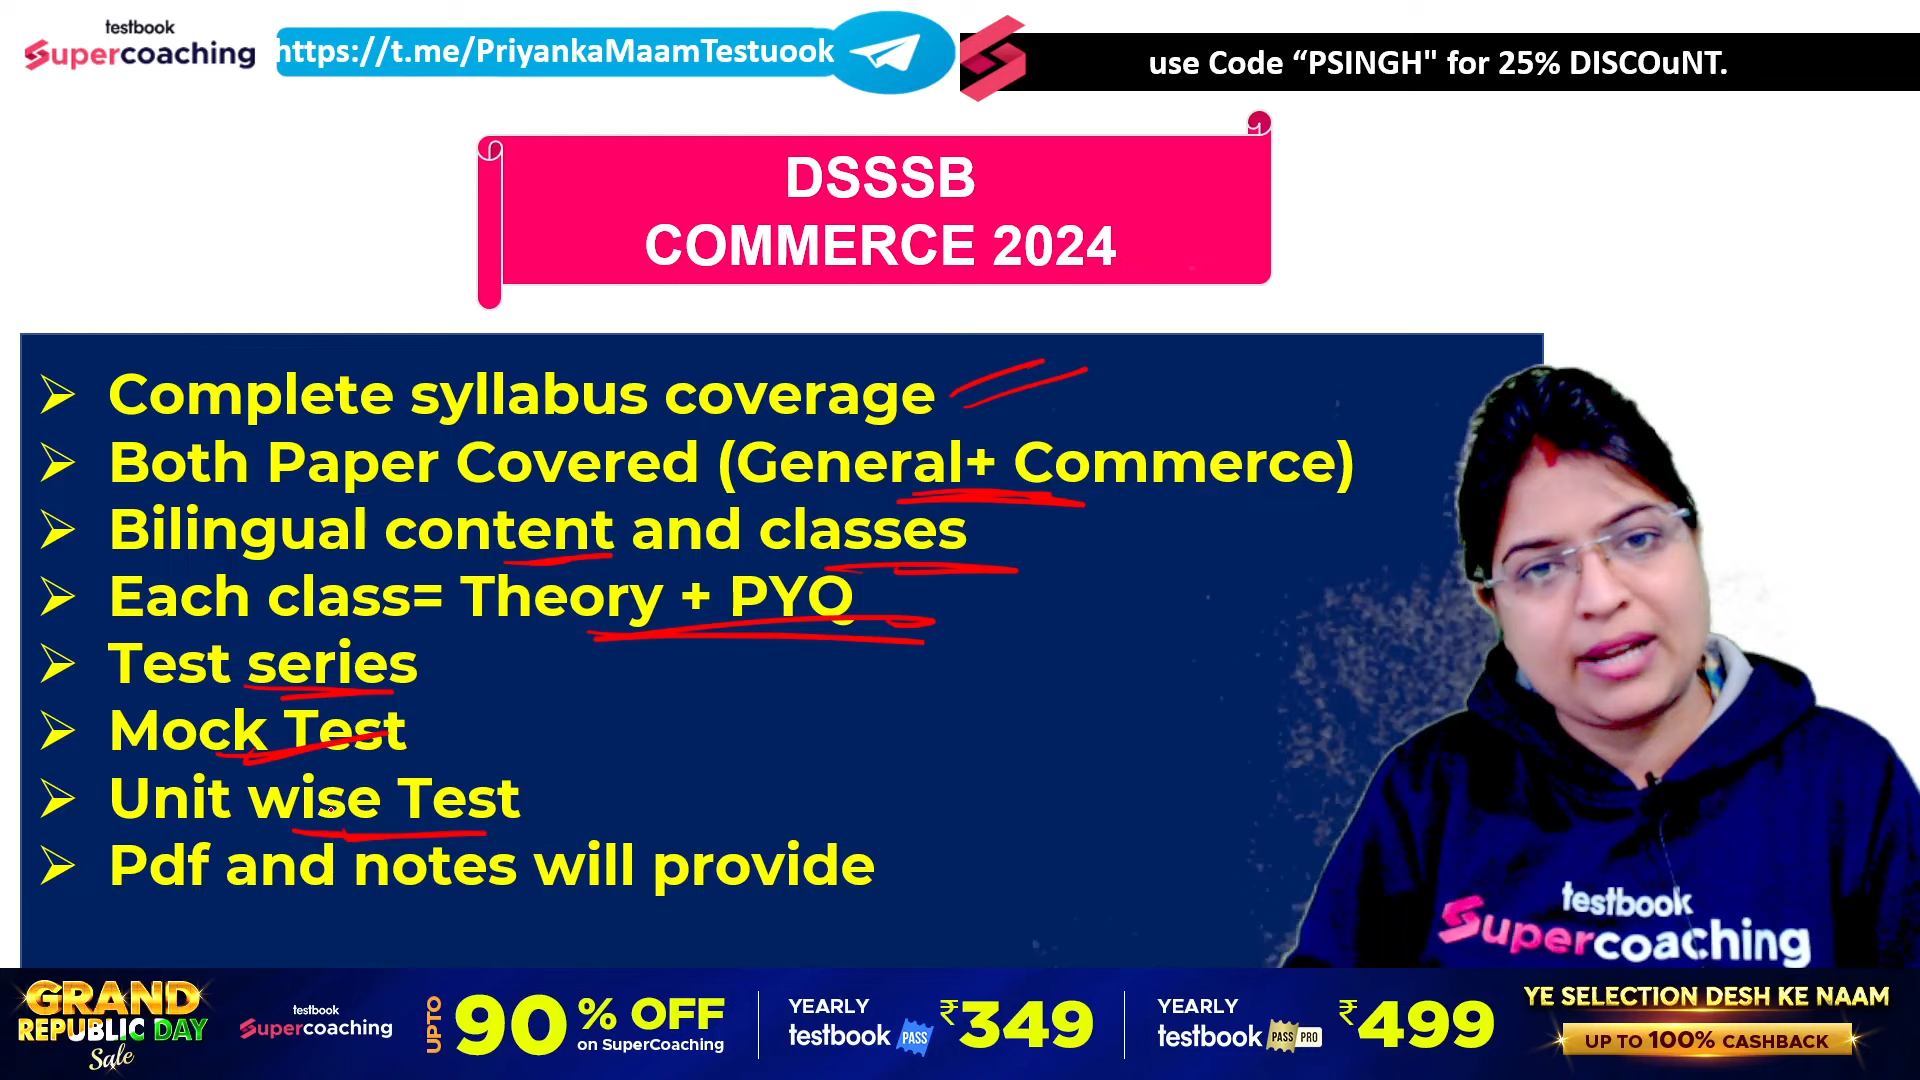 testbook
Supercoaching
https://t.me/PriyankaMaamTestuook
use Code “PSINGH" for 25% DISCOuNT.
DSSSB
COMMERCE 2024
Complete syllabus coverage
Both Paper Covered (General+ Commerce)
Bilingual content and classes
Each class= Theory + PYQ
Test series
Mock Test
Unit wise Test
Pdf and notes will provide
testbook
Supercoaching
GRAND
REPUBLIC DAY
Sale
testbook
Supercoaching
UPTO 90% OFF
on SuperCoaching
YEARLY
testbook PASS
₹349
YEARLY
testbook PASS PRO
₹499
YE SELECTION DESH KE NAAM
UP TO 100% CASHBACK